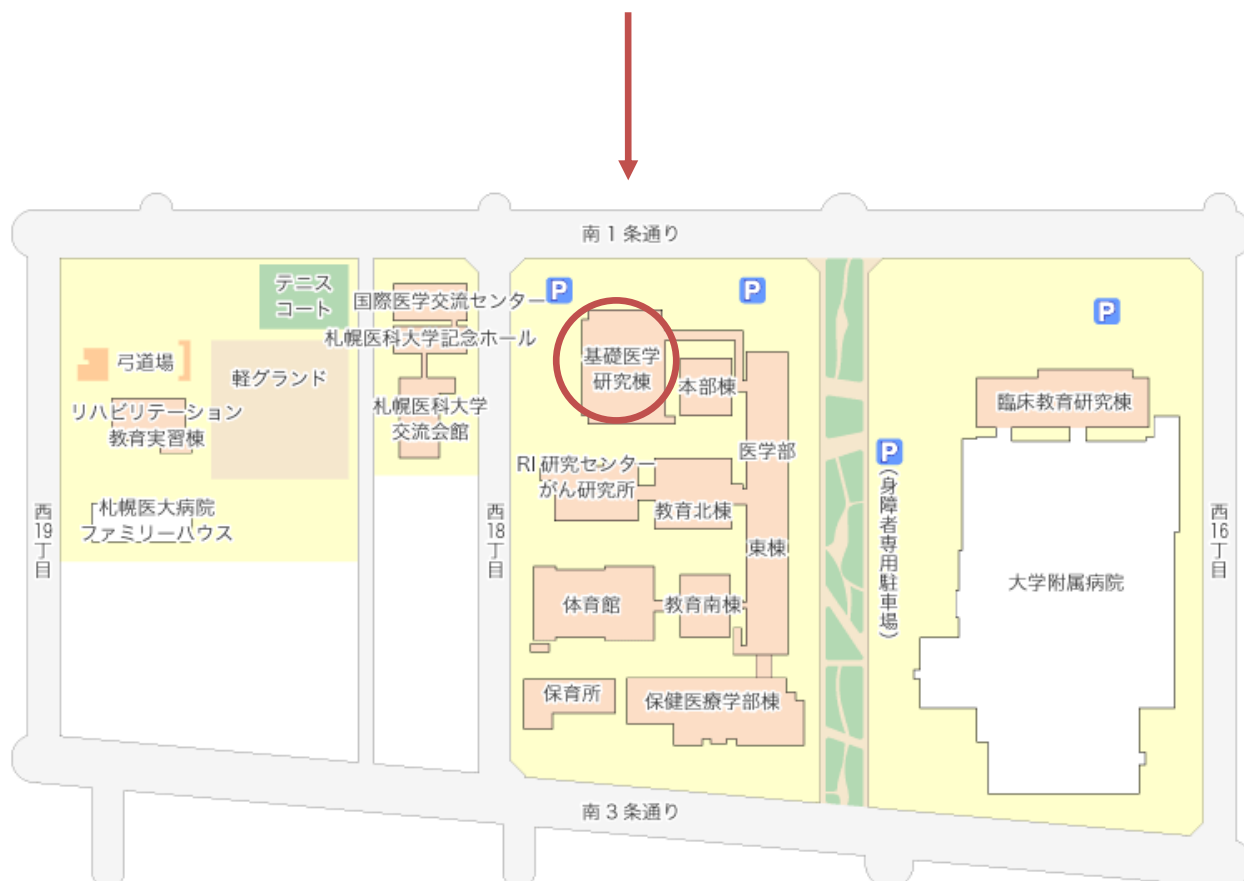 南1条通り
テニス
コート
P
P
P
国際医学交流センター
札幌医科大学記念ホール
弓道場
軽グランド
基礎医学
研究棟
本部棟
リハビリテーション
教育実習棟
札幌医科大学
交流会館
臨床教育研究棟
医学部
P
(身障者専用駐車場)
RI研究センター
がん研究所
教育北棟
札幌医大病院
ファミリーハウス
西19丁目
西18丁目
西16丁目
東棟
大学附属病院
体育館
教育南棟
保育所
保健医療学部棟
南3条通り